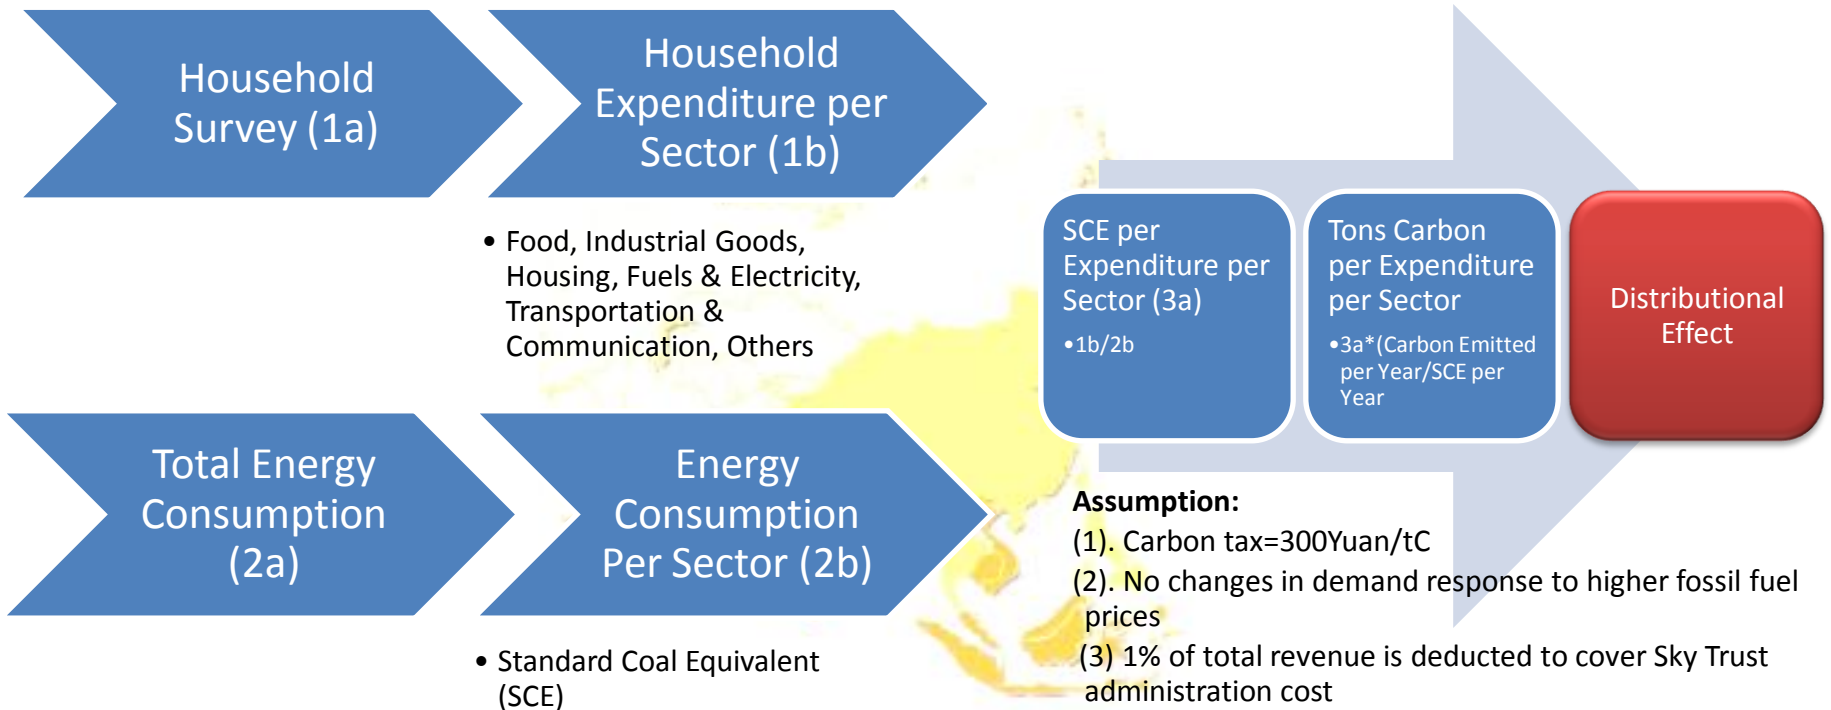 Household
Survey (1a)
Household
Expenditure per
Sector (1b)
• Food, Industrial Goods,
Housing, Fuels & Electricity,
Transportation &
Communication, Others
Total Energy
Consumption
(2a)
Energy
Consumption
Per Sector (2b)
• Standard Coal Equivalent
(SCE)
SCE per
Expenditure per
Sector (3a)
•1b/2b
Tons Carbon
per Expenditure
per Sector
•3a*(Carbon Emitted
per Year/SCE per
Year
Distributional
Effect
Assumption:
(1). Carbon tax=300Yuan/tC
(2). No changes in demand response to higher fossil fuel
prices
(3) 1% of total revenue is deducted to cover Sky Trust
administration cost